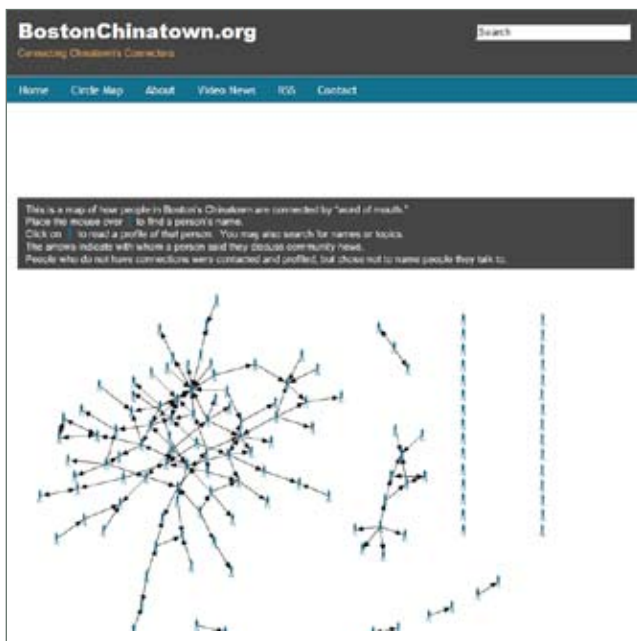 BostonChinatown.org
Search
Connecting Chinatown's Connectors
Home Circle Map About Video News RSS Contact
This is a map of how people in Boston's Chinatown are connected by "word of mouth."
Place the mouse over to find a person's name.
Click on to read a profile of that person. You may also search for names or topics.
The arrows indicate with whom a person said they discuss community news.
People who do not have connections were contacted and profiled, but chose not to name people they talk to.